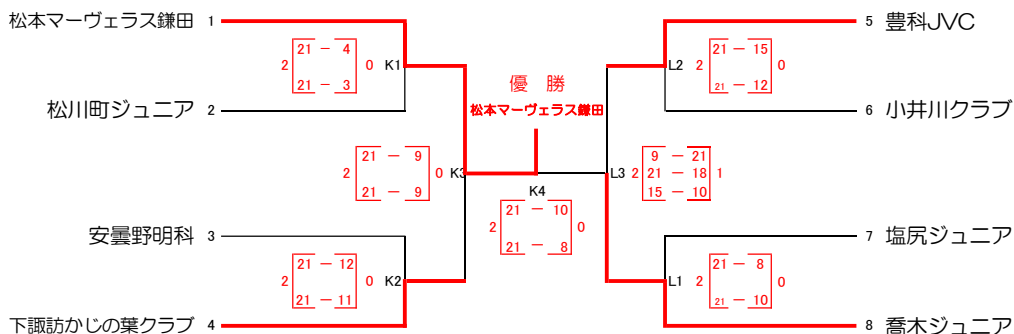 松本マーヴェラス鎌田 1
5 豊科JVC
21 － 4
2 0 K1
21 － 3
21 － 15
L2 2 0
21 － 12
優 勝
松本マーヴェラス鎌田
松川町ジュニア 2
6 小井川クラブ
21 － 9
2 0 K3
21 － 9
9 － 21
L3 2 21 － 18 1
15 － 10
K4
21 － 10
2 0
21 － 8
安曇野明科 3
7 塩尻ジュニア
21 － 12
2 0 K2
21 － 11
21 － 8
L1 2 0
21 － 10
下諏訪かじの葉クラブ 4
8 喬木ジュニア